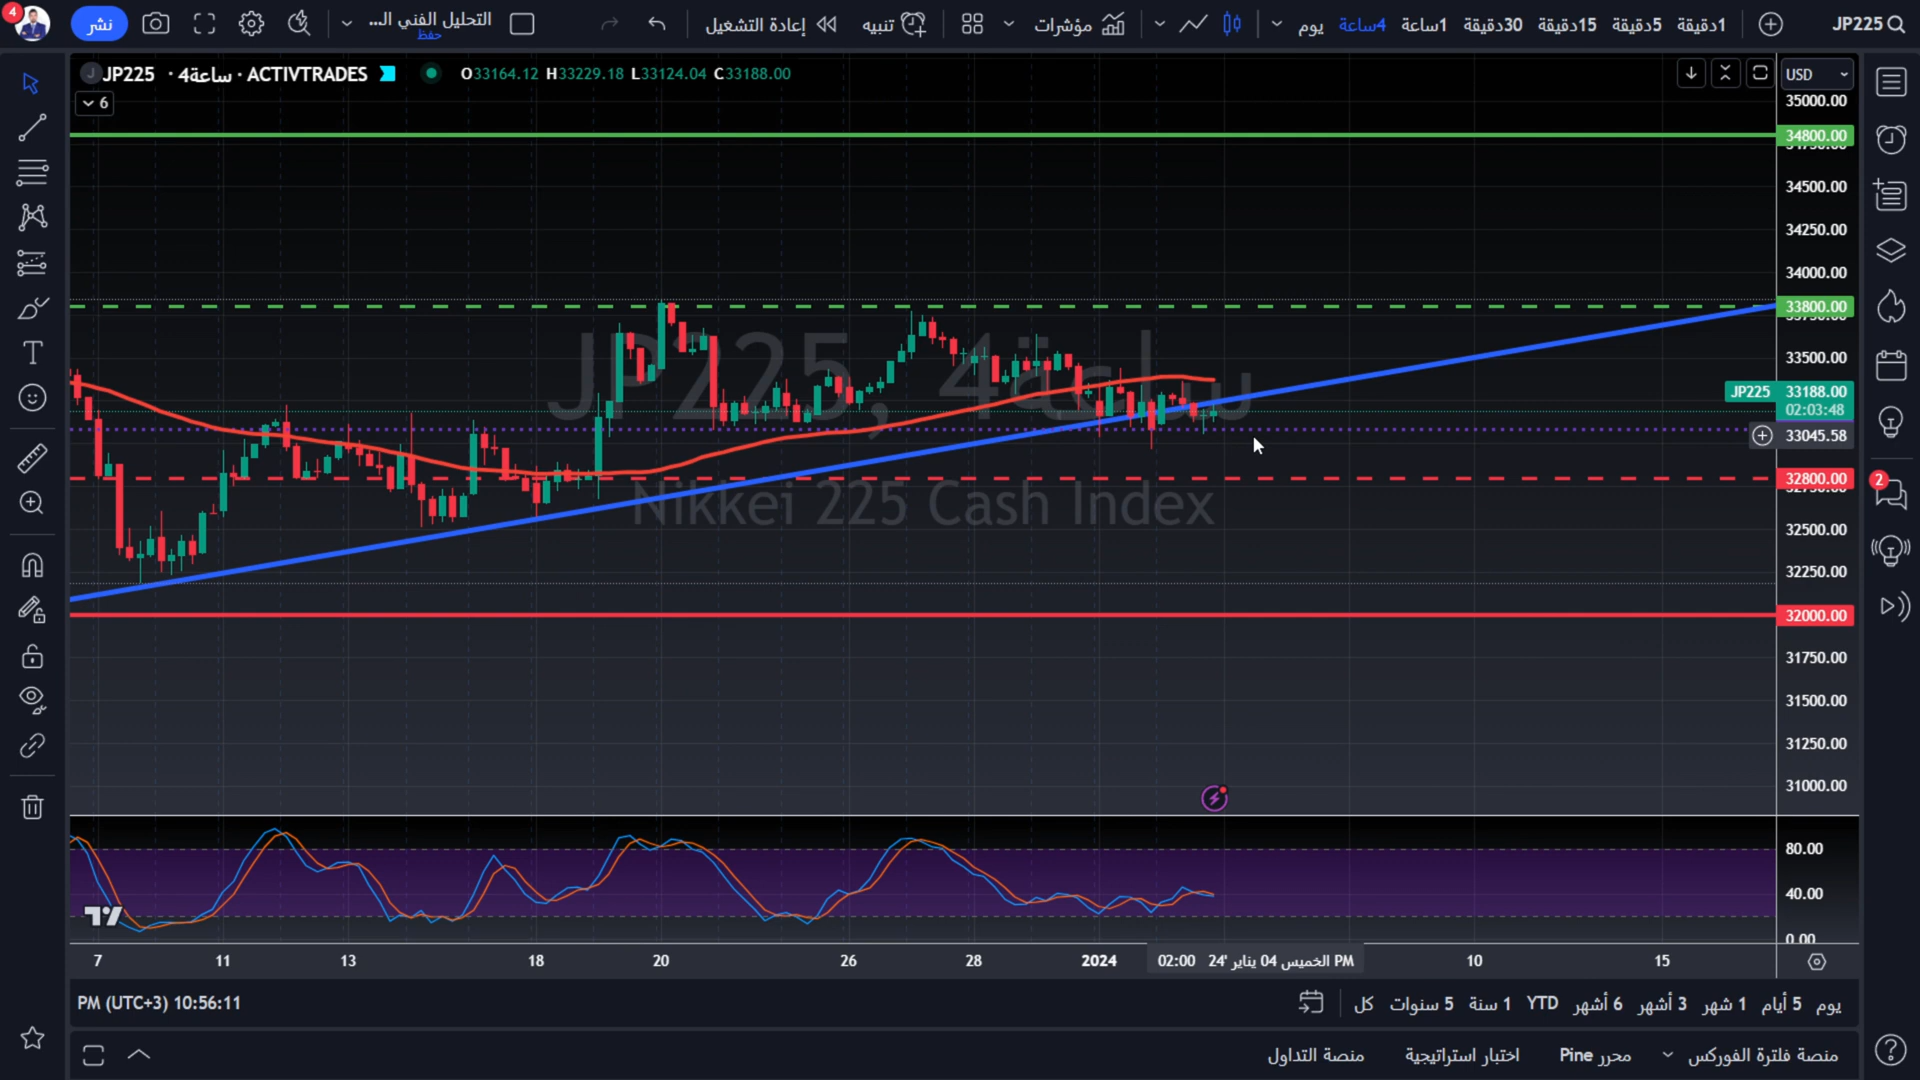 4
نشر
التحليل الفني الـ...
حفظ
إعادة التشغيل
تنبيه
مؤشرات
يوم
4ساعة
1ساعة
30دقيقة
15دقيقة
5دقيقة
1دقيقة
JP225
J JP225 · 4ساعة · ACTIVTRADES
O33164.12 H33229.18 L33124.04 C33188.00
6
USD
35000.00
34800.00
34500.00
34250.00
34000.00
33800.00
33500.00
JP225 33188.00
02:03:48
33045.58
32800.00
32500.00
32250.00
32000.00
31750.00
31500.00
31250.00
31000.00
Nikkei 225 Cash Index
2
80.00
40.00
0.00
7
11
13
18
20
26
28
2024
الخميس 04 يناير '24 02:00 PM
10
15
10:56:11 PM (UTC+3)
كل
5 سنوات
1 سنة
YTD
6 أشهر
3 أشهر
1 شهر
5 أيام
يوم
منصة فلترة الفوركس
محرر Pine
اختبار استراتيجية
منصة التداول